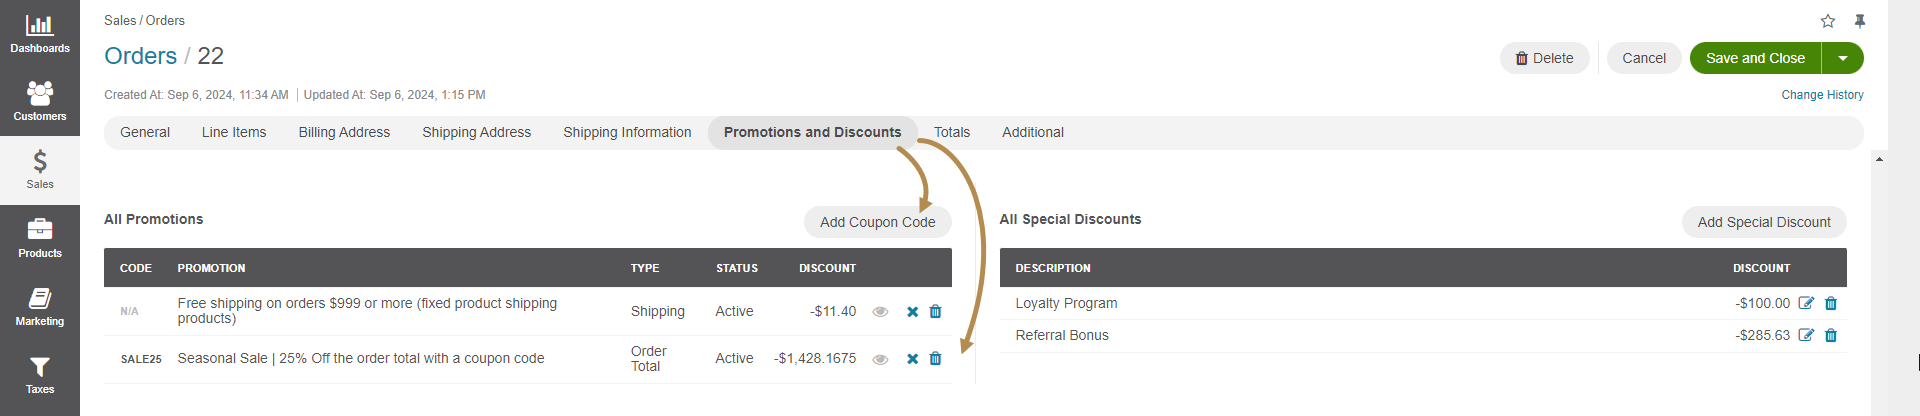 Dashboards
Customers
Sales
Products
Marketing
Taxes
Sales / Orders
Orders / 22
Delete
Cancel
Save and Close
Created At: Sep 6, 2024, 11:34 AM | Updated At: Sep 6, 2024, 1:15 PM
Change History
General Line Items Billing Address Shipping Address Shipping Information Promotions and Discounts Totals Additional
All Promotions
Add Coupon Code
CODE PROMOTION TYPE STATUS DISCOUNT
N/A Free shipping on orders $999 or more (fixed product shipping
products) Shipping Active -$11.40
SALE25 Seasonal Sale | 25% Off the order total with a coupon code Order
Total Active -$1,428.1675
All Special Discounts
Add Special Discount
DESCRIPTION DISCOUNT
Loyalty Program -$100.00
Referral Bonus -$285.63